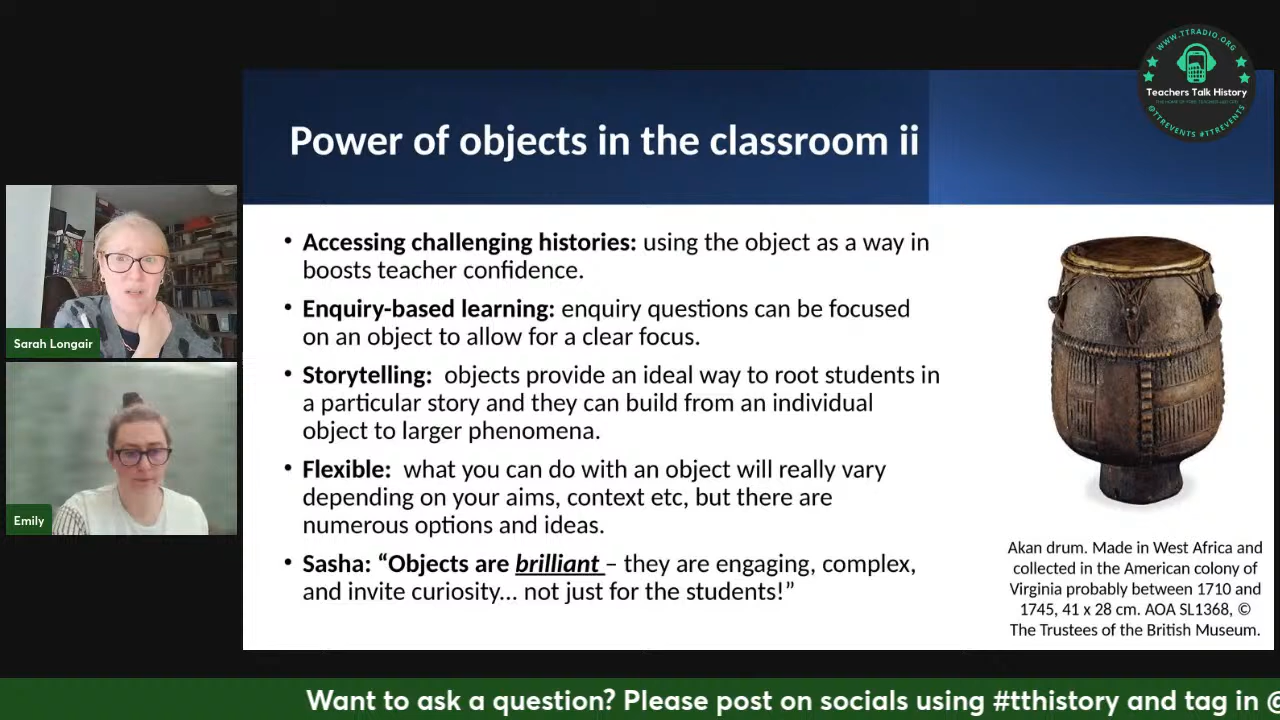 WWW.TTRADIO.ORG
Teachers Talk History
@TTREVENTS #TTREVENTS
Power of objects in the classroom ii
• Accessing challenging histories: using the object as a way in
boosts teacher confidence.
• Enquiry-based learning: enquiry questions can be focused
on an object to allow for a clear focus.
• Storytelling: objects provide an ideal way to root students in
a particular story and they can build from an individual
object to larger phenomena.
• Flexible: what you can do with an object will really vary
depending on your aims, context etc, but there are
numerous options and ideas.
• Sasha: “Objects are brilliant – they are engaging, complex,
and invite curiosity... not just for the students!”
Akan drum. Made in West Africa and
collected in the American colony of
Virginia probably between 1710 and
1745, 41 x 28 cm. AOA SL1368, ©
The Trustees of the British Museum.
Sarah Longair
Emily
Want to ask a question? Please post on socials using #tthistory and tag in @